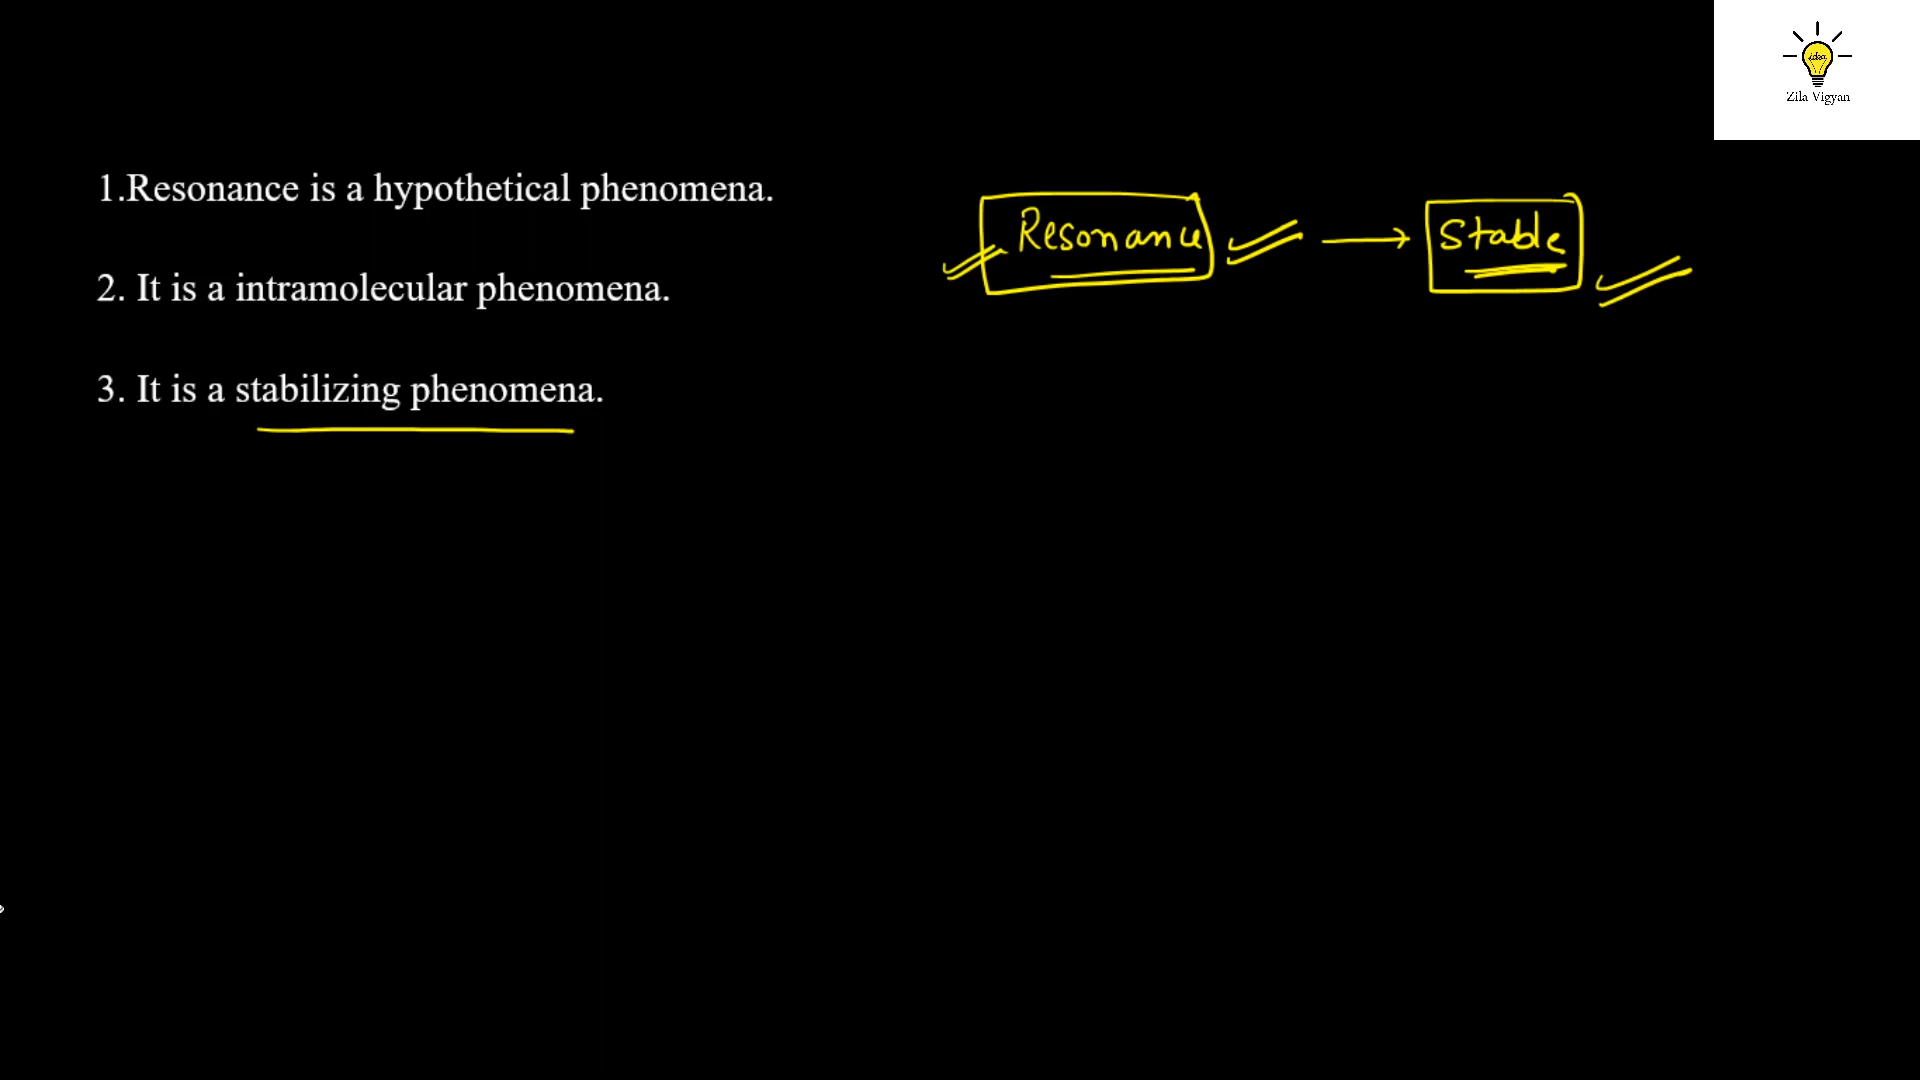 idea
Zila Vigyan
1.Resonance is a hypothetical phenomena.
Resonance → Stable
2. It is a intramolecular phenomena.
3. It is a stabilizing phenomena.